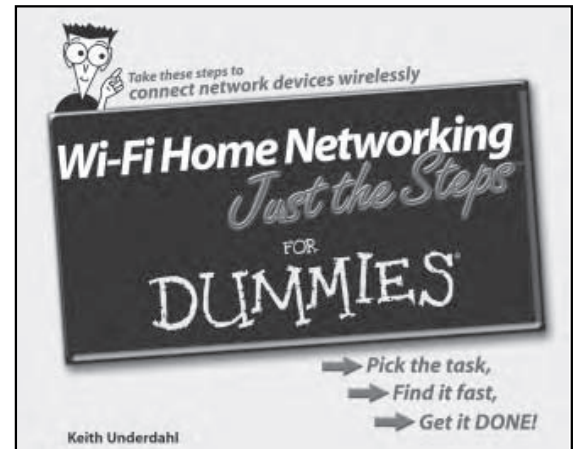 Take these steps to
connect network devices wirelessly
Wi-Fi Home Networking
Just the Steps
FOR
DUMMIES®
Pick the task,
Find it fast,
Get it DONE!
Keith Underdahl